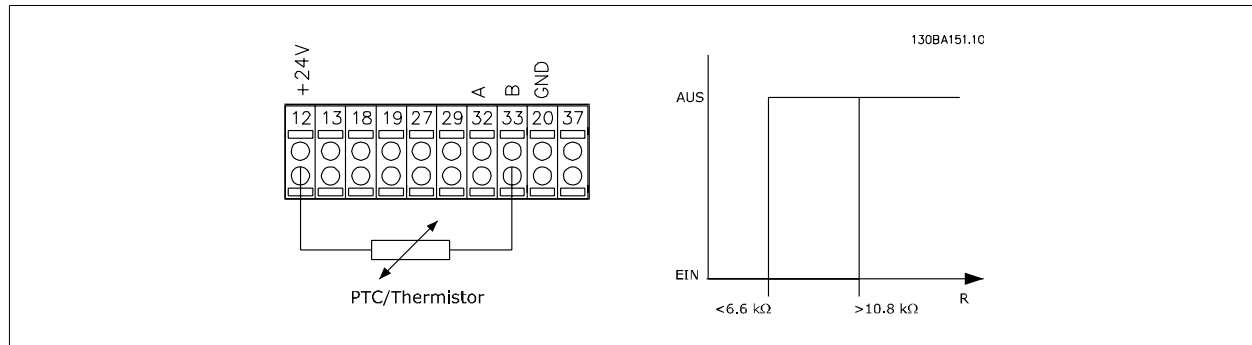 130BA151.10
+24V
A
B
GND
12 13 18 19 27 29 32 33 20 37
PTC/Thermistor
AUS
EIN
<6.6 kΩ
>10.8 kΩ
R